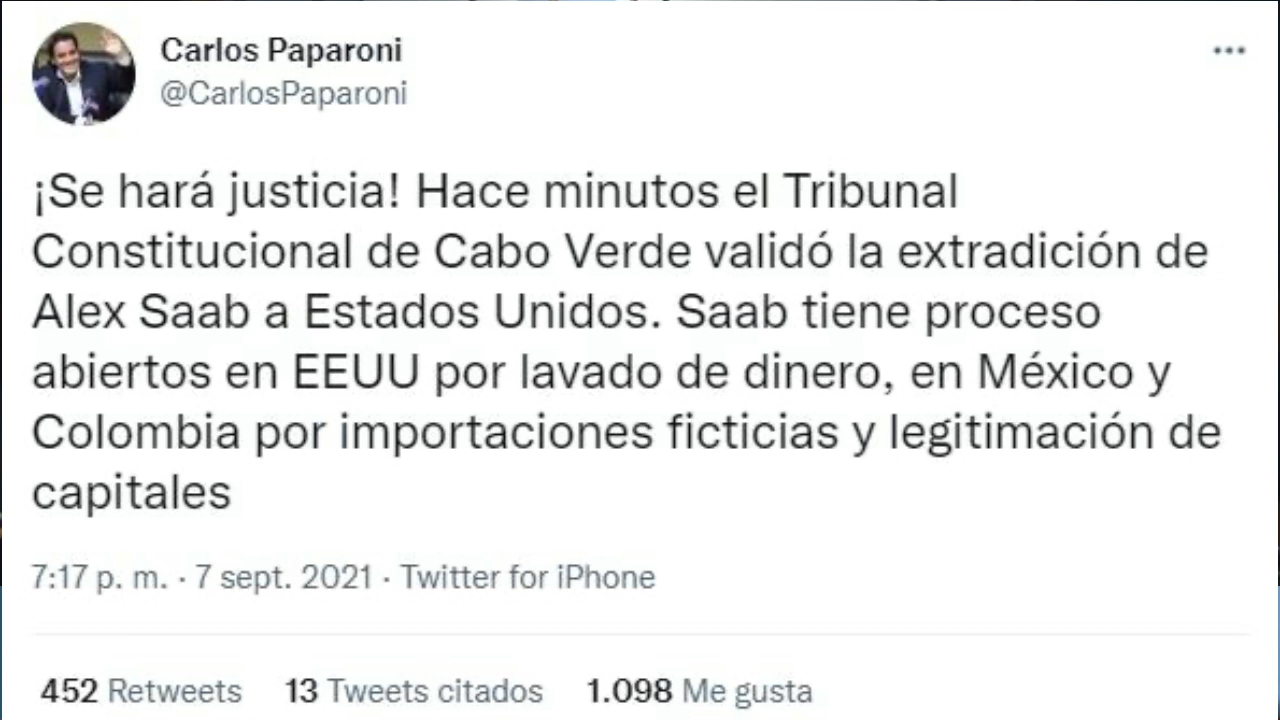 Carlos Paparoni
@CarlosPaparoni
¡Se hará justicia! Hace minutos el Tribunal
Constitucional de Cabo Verde validó la extradición de
Alex Saab a Estados Unidos. Saab tiene proceso
abiertos en EEUU por lavado de dinero, en México y
Colombia por importaciones ficticias y legitimación de
capitales
7:17 p. m. · 7 sept. 2021 · Twitter for iPhone
452 Retweets 13 Tweets citados 1.098 Me gusta